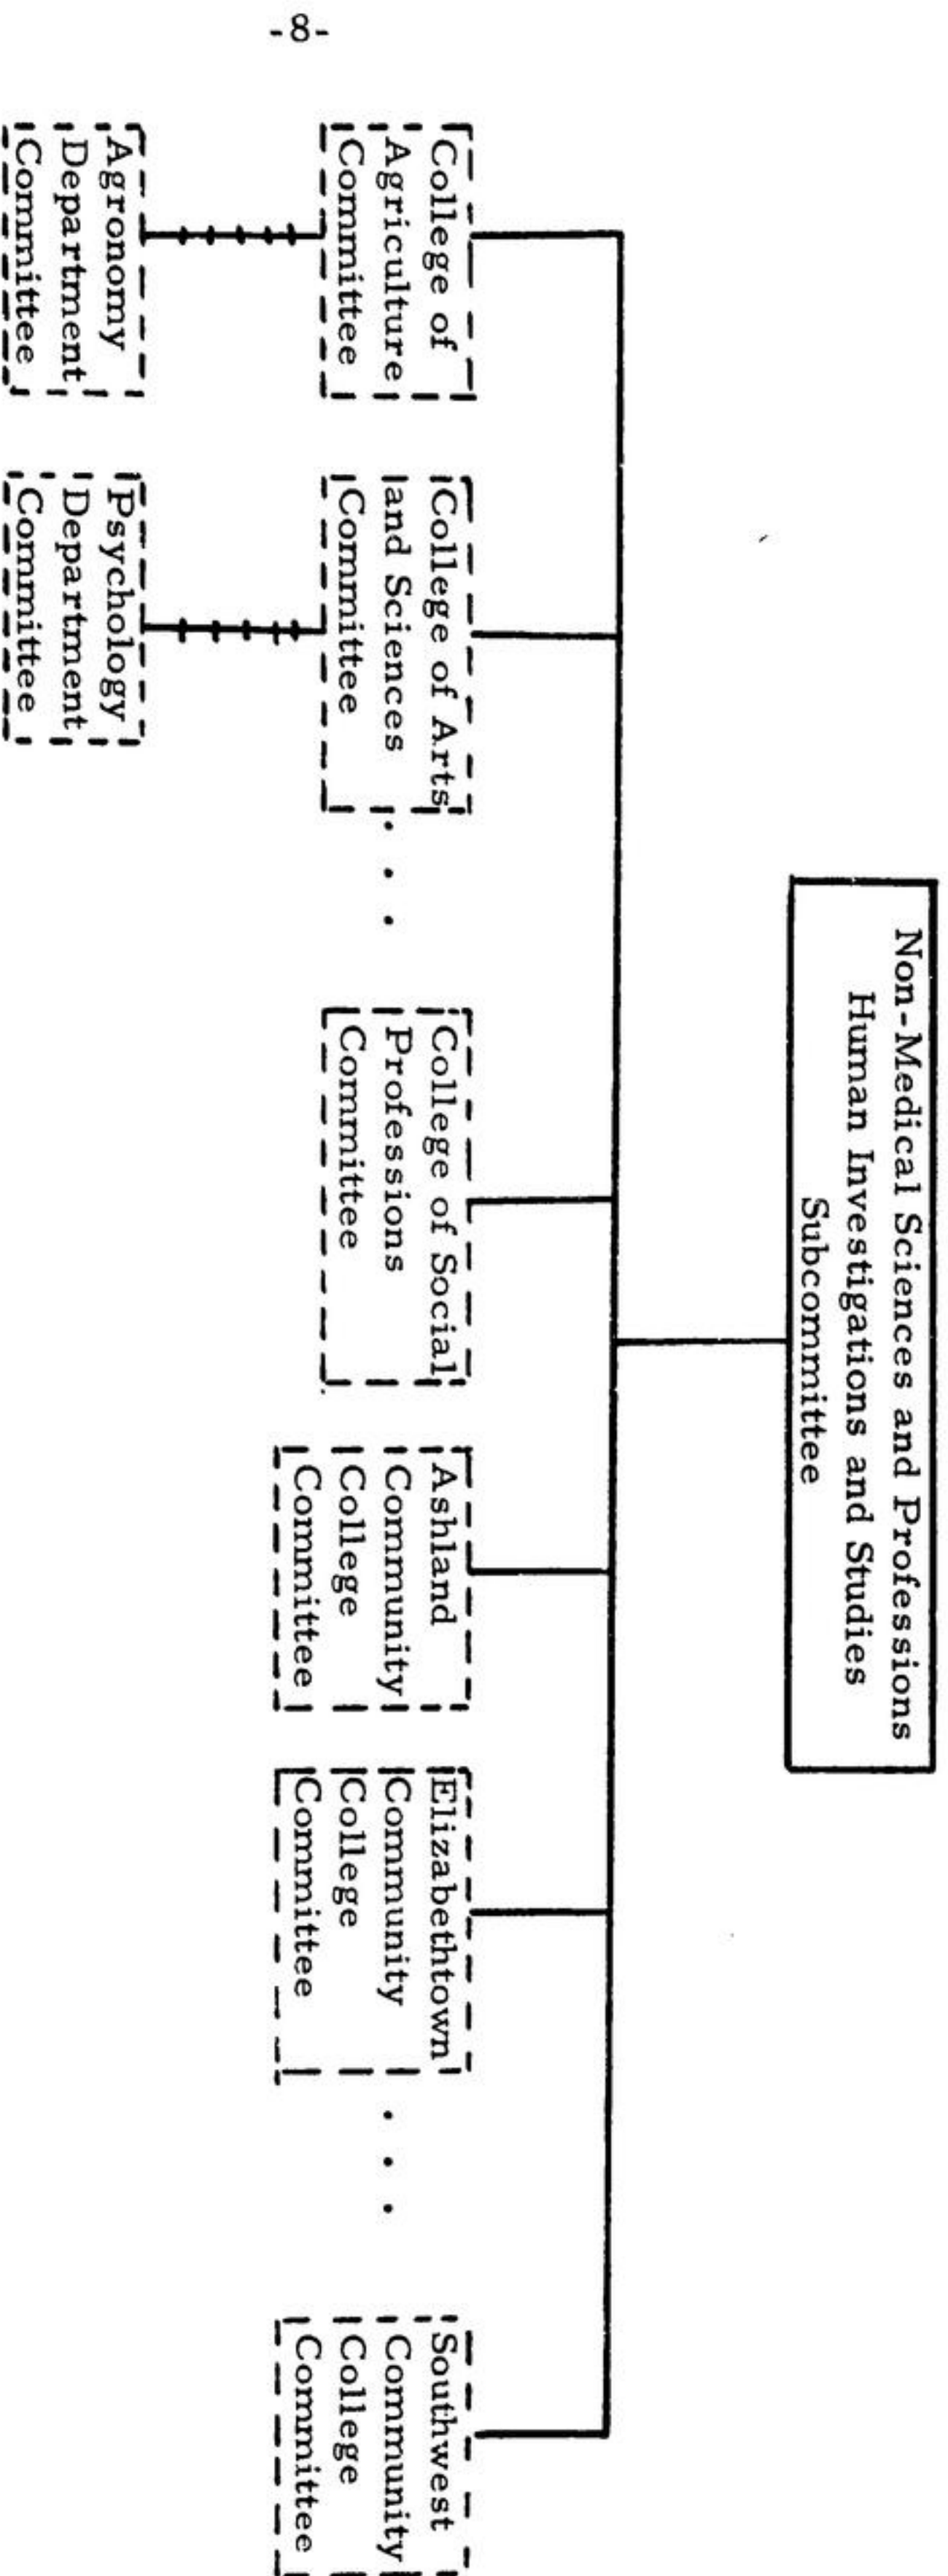 -8-
Non-Medical Sciences and Professions
Human Investigations and Studies
Subcommittee
College of
Agriculture
Committee
College of Arts
and Sciences
Committee
. . .
College of Social
Professions
Committee
Ashland
Community
College
Committee
Elizabethtown
Community
College
Committee
. . .
Southwest
Community
College
Committee
Agronomy
Department
Committee
Psychology
Department
Committee